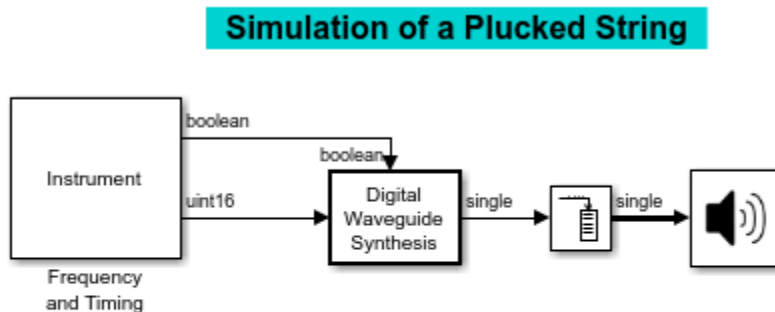 Simulation of a Plucked String
boolean
boolean
Instrument
uint16
Digital
Waveguide
Synthesis
single
single
Frequency
and Timing